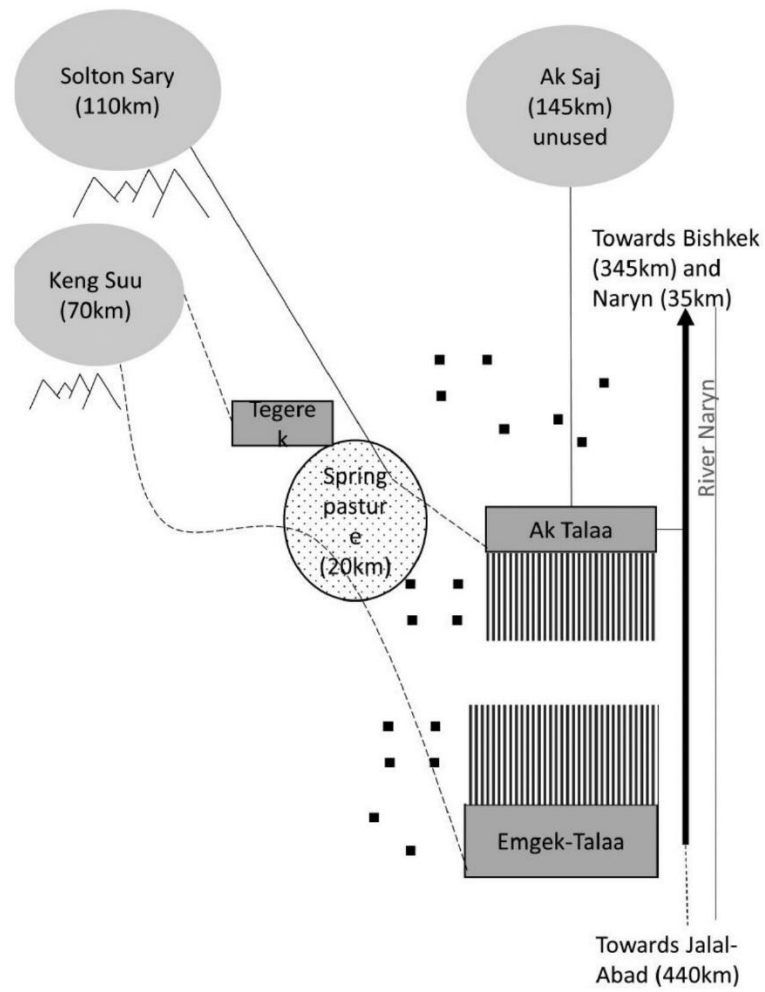 Solton Sary
(110km)
Ak Saj
(145km)
unused
Towards Bishkek
(345km) and
Naryn (35km)
Keng Suu
(70km)
Tegere
k
River Naryn
Spring
pastur
e
(20km)
Ak Talaa
Emgek-Talaa
Towards Jalal-
Abad (440km)